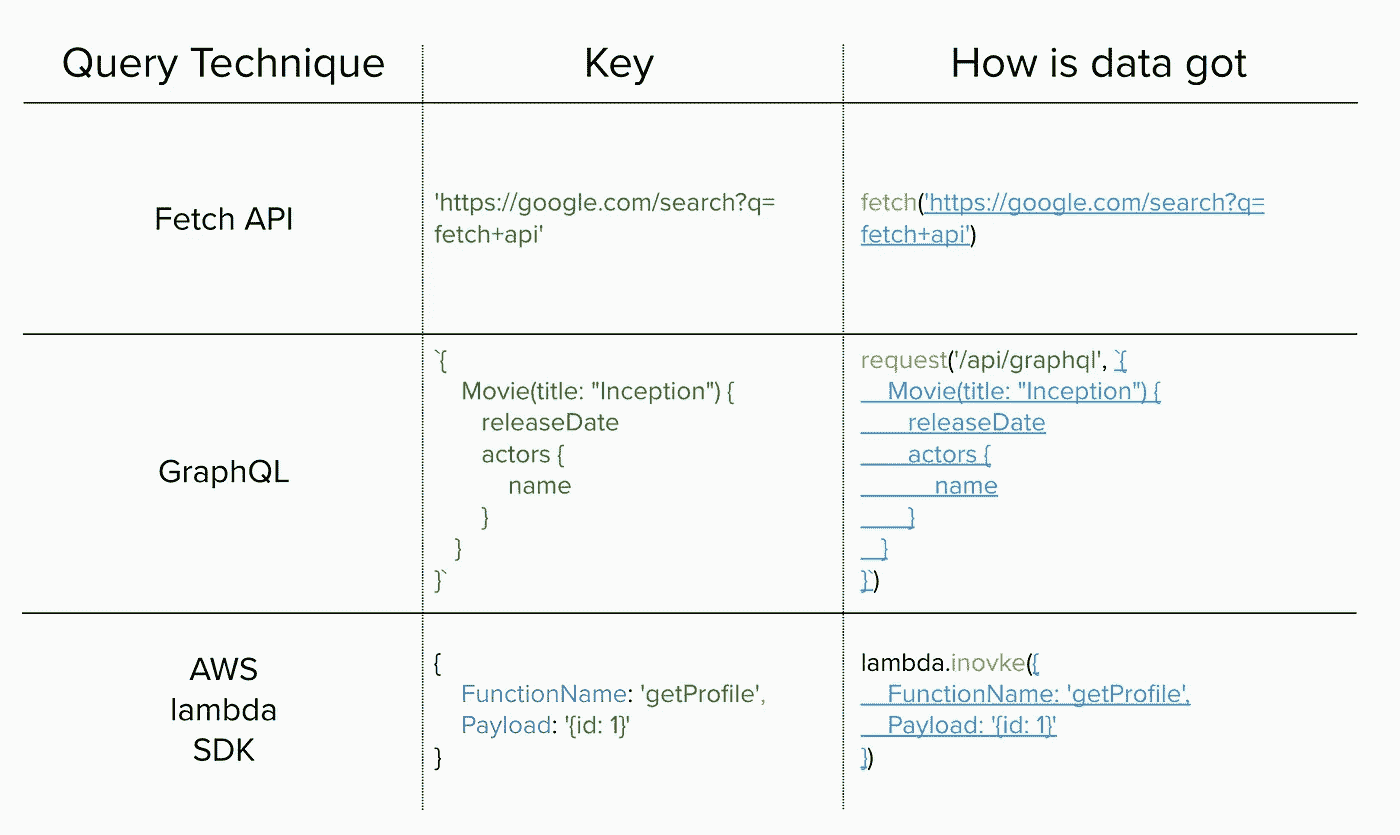 Query Technique
Key
How is data got
Fetch API
'https://google.com/search?q=
fetch+api'
fetch('https://google.com/search?q=
fetch+api')
GraphQL
`{
Movie(title: "Inception") {
releaseDate
actors {
name
}
}
}`
request('/api/graphql', `{
Movie(title: "Inception") {
releaseDate
actors {
name
}
}
}`)
AWS
lambda
SDK
{
FunctionName: 'getProfile',
Payload: '{id: 1}'
}
lambda.inovke({
FunctionName: 'getProfile',
Payload: '{id: 1}'
})